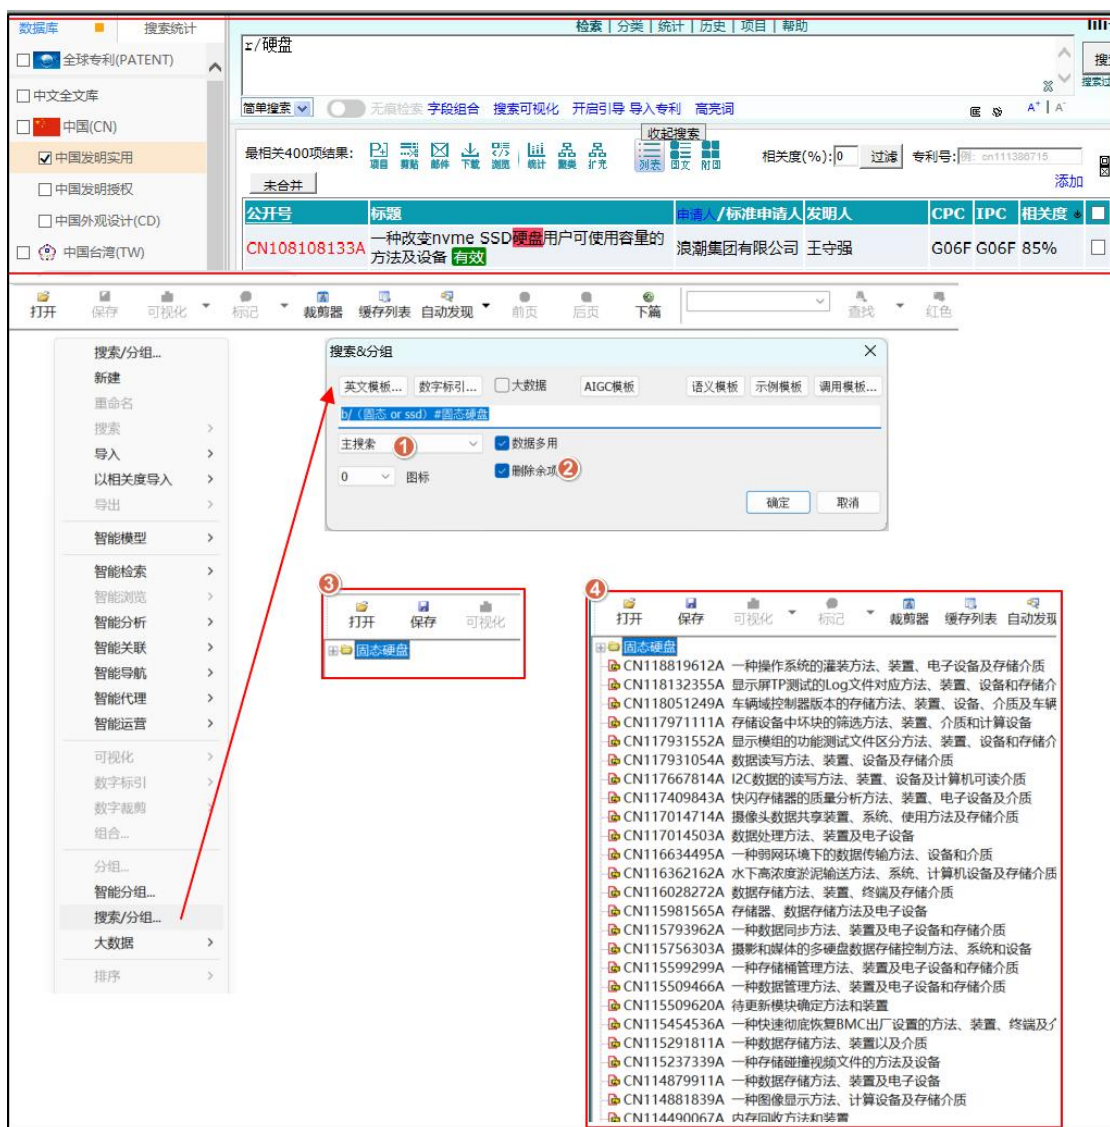 数据库 搜索统计
检索 | 分类 | 统计 | 历史 | 项目 | 帮助
全球专利(PATENT)
r/硬盘
中文全文库
简单搜索 无痕检索 字段组合 搜索可视化 开启引导 导入专利 高亮词 A+ | A-
中国(CN)
收起搜索
中国发明实用
最相关400项结果: 项目 剪贴 邮件 下载 浏览 统计 聚类 扩充 列表 图文 附图 相关度(%): 0 过滤 专利号: 例: cn111386715
中国发明授权
未合并 添加
中国外观设计(CD)
公开号 标题 申请人/标准申请人 发明人 CPC IPC 相关度
中国台湾(TW)
CN108108133A 一种改变nvme SSD硬盘用户可使用容量的方法及设备 有效 浪潮集团有限公司 王守强 G06F G06F 85%
打开 保存 可视化 标记 裁剪器 缓存列表 自动发现 前页 后页 下篇 查找 红色
搜索/分组...
新建
重命名
搜索
导入
以相关度导入
导出
智能模型
智能检索
智能浏览
智能分析
智能关联
智能导航
智能代理
智能运营
可视化
数字标引
数字裁剪
组合...
分组...
智能分组...
搜索/分组...
大数据
排序
搜索&分组
英文模板... 数字标引... 大数据 AIGC模板 语义模板 示例模板 调用模板...
b/（固态 or ssd）#固态硬盘
主搜索 1 数据多用
0 图标 删除余项 2
确定 取消
3
打开 保存 可视化
固态硬盘
4
打开 保存 可视化 标记 裁剪器 缓存列表 自动发现
固态硬盘
CN118819612A 一种操作系统的灌装方法、装置、电子设备及存储介质
CN118132355A 显示屏TP测试的Log文件对应方法、装置、设备和存储介
CN118051249A 车辆域控制器版本的存储方法、装置、设备、介质及车辆
CN117971111A 存储设备中坏块的筛选方法、装置、介质和计算设备
CN117931552A 显示模组的功能测试文件区分方法、装置、设备和存储介
CN117931054A 数据读写方法、装置、设备及存储介质
CN117667814A I2C数据的读写方法、装置、设备及计算机可读介质
CN117409843A 快闪存储器的质量分析方法、装置、电子设备及介质
CN117014714A 摄像头数据共享装置、系统、使用方法及存储介质
CN117014503A 数据处理方法、装置及电子设备
CN116634495A 一种弱网环境下的数据传输方法、设备和介质
CN116362162A 水下高浓度淤泥输送方法、系统、计算机设备及存储介质
CN116028272A 数据存储方法、装置、终端及存储介质
CN115981565A 存储器、数据存储方法及电子设备
CN115793962A 一种数据同步方法、装置及电子设备和存储介质
CN115756303A 摄影和媒体的多硬盘数据存储控制方法、系统和设备
CN115599299A 一种存储桶管理方法、装置及电子设备和存储介质
CN115509466A 一种数据管理方法、装置及电子设备和存储介质
CN115509620A 待更新模块确定方法和装置
CN115454536A 一种快速彻底恢复BMC出厂设置的方法、装置、终端及介
CN115291811A 一种数据存储方法、装置以及介质
CN115237339A 一种存储碰撞视频文件的方法及设备
CN114879911A 一种数据存储方法、装置及电子设备
CN114881839A 一种图像显示方法、计算设备及存储介质
CN114490067A 内存回收方法和装置